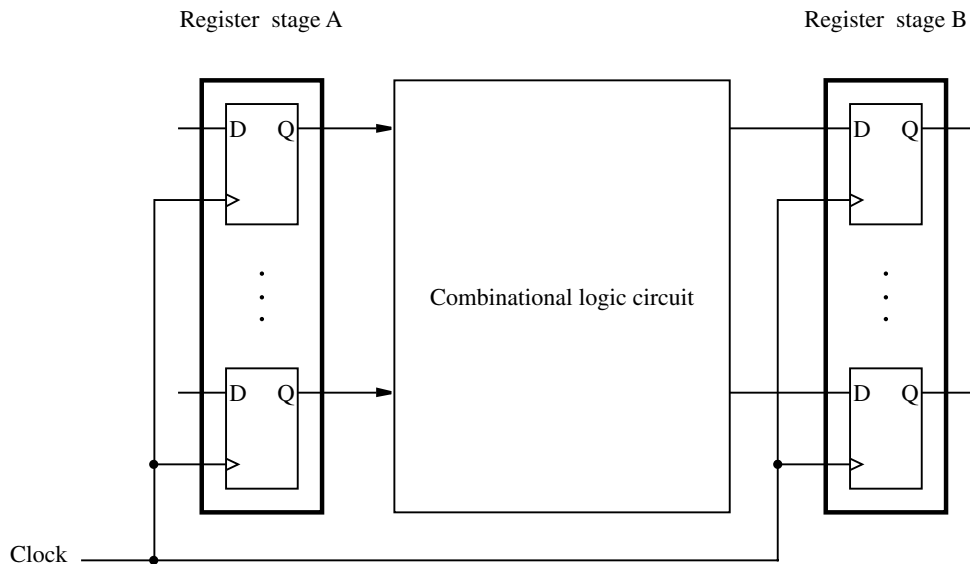 Register stage A
Register stage B
D Q
D Q
Combinational logic circuit
D Q
D Q
Clock